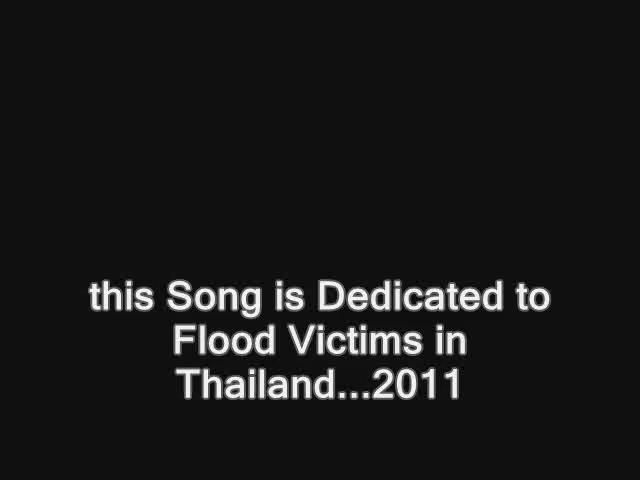 this Song is Dedicated to
Flood Victims in
Thailand...2011